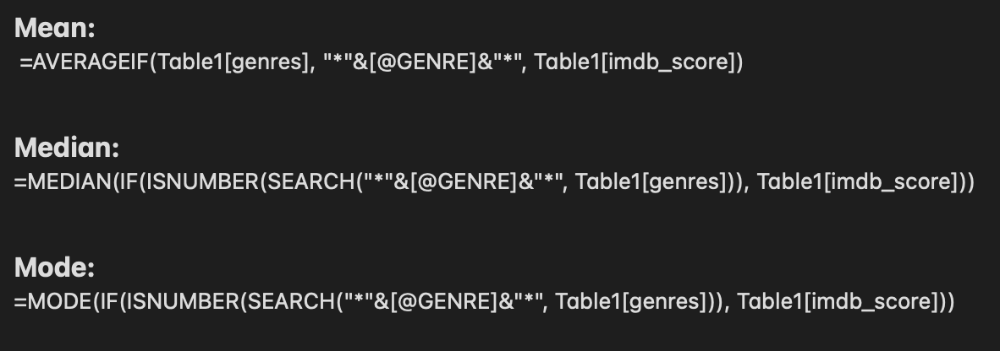 Mean:
=AVERAGEIF(Table1[genres], "*"&[@GENRE]&"*", Table1[imdb_score])
Median:
=MEDIAN(IF(ISNUMBER(SEARCH("*"&[@GENRE]&"*", Table1[genres])), Table1[imdb_score]))
Mode:
=MODE(IF(ISNUMBER(SEARCH("*"&[@GENRE]&"*", Table1[genres])), Table1[imdb_score]))